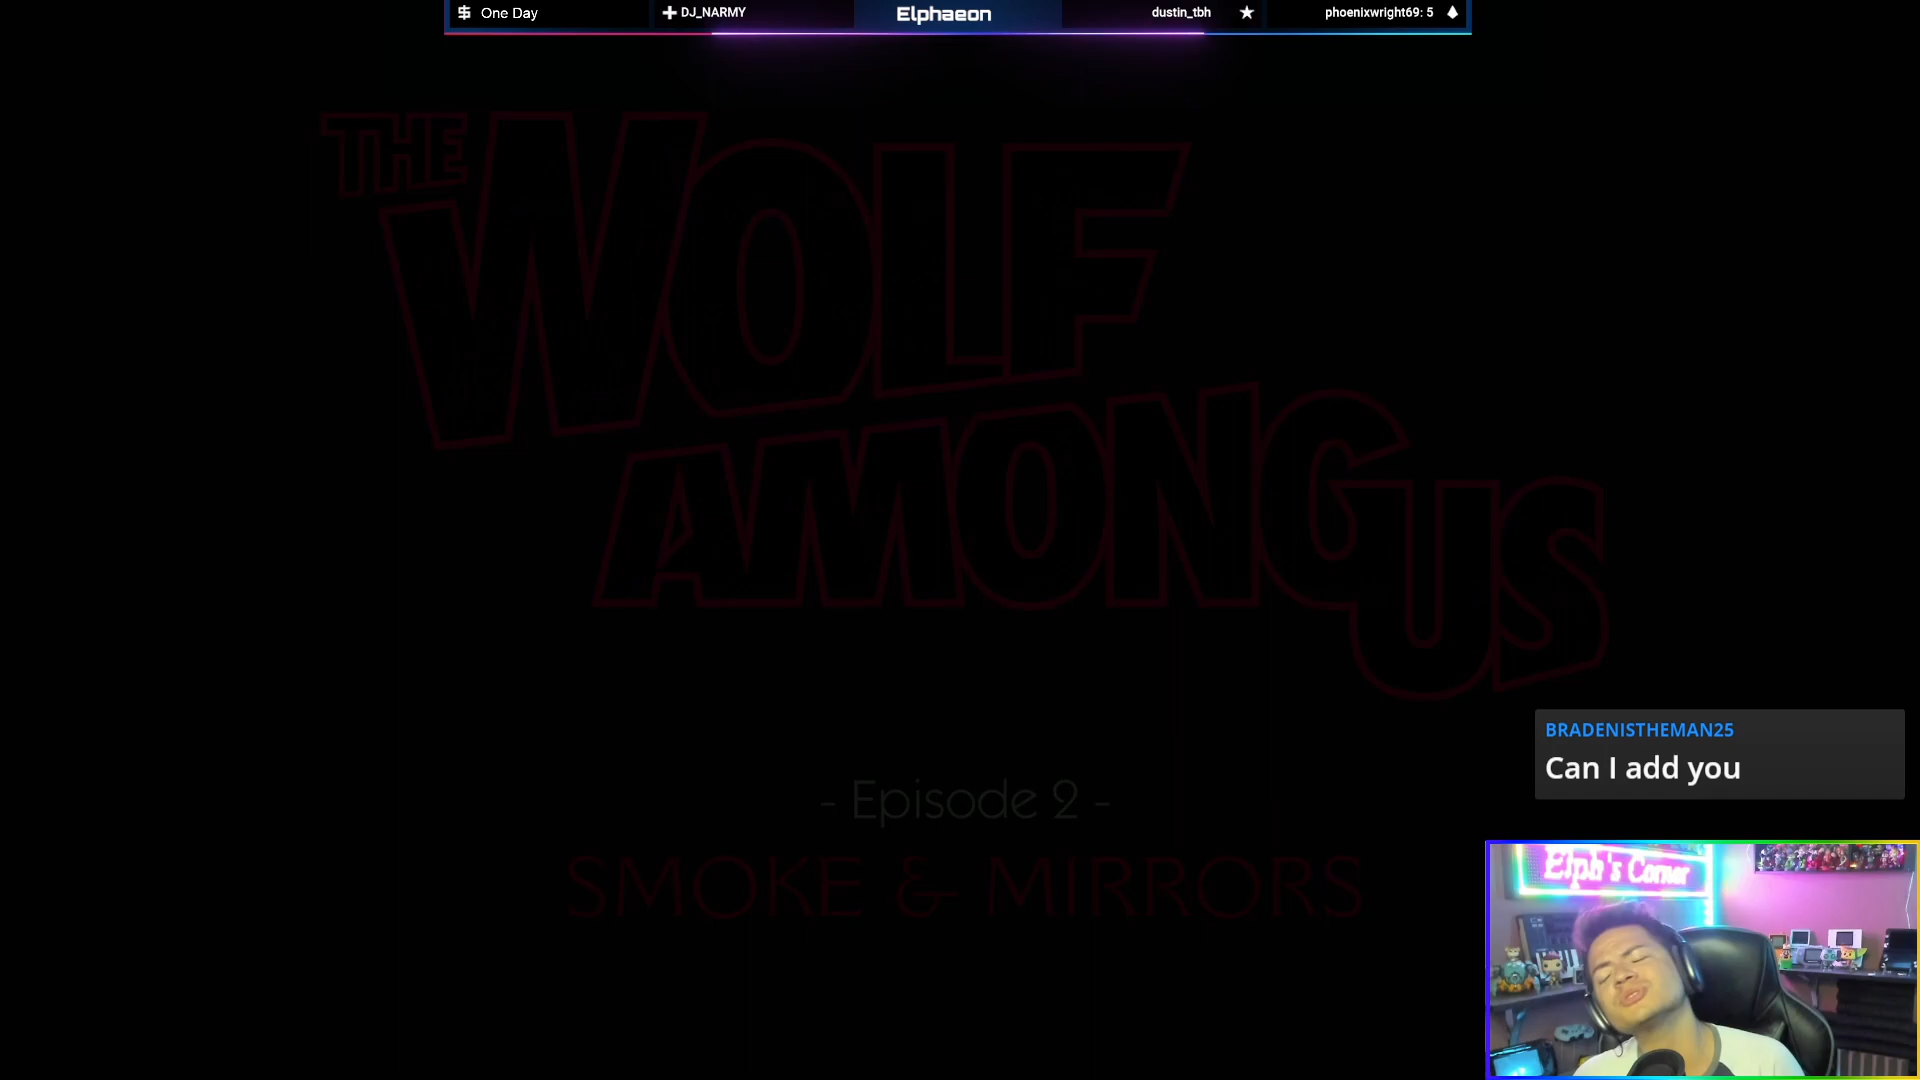 One Day
DJ_NARMY
Elphaeon
dustin_tbh
phoenixwright69: 5
THE
WOLF
AMONG
US
- Episode 2 -
SMOKE & MIRRORS
BRADENISTHEMAN25
Can I add you
Elph's Corner